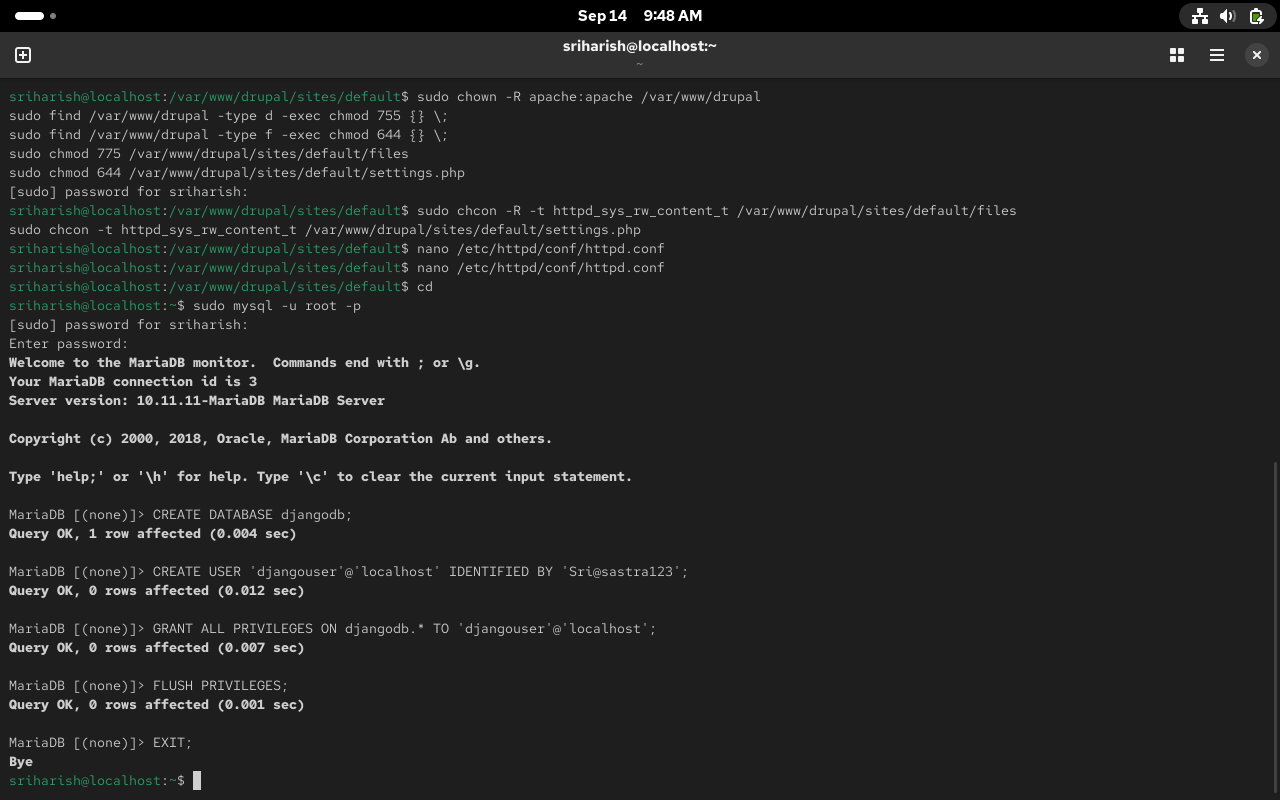 Sep 14 9:48 AM
sriharish@localhost:~
~
sriharish@localhost:/var/www/drupal/sites/default$ sudo chown -R apache:apache /var/www/drupal
sudo find /var/www/drupal -type d -exec chmod 755 {} \;
sudo find /var/www/drupal -type f -exec chmod 644 {} \;
sudo chmod 775 /var/www/drupal/sites/default/files
sudo chmod 644 /var/www/drupal/sites/default/settings.php
[sudo] password for sriharish:
sriharish@localhost:/var/www/drupal/sites/default$ sudo chcon -R -t httpd_sys_rw_content_t /var/www/drupal/sites/default/files
sudo chcon -t httpd_sys_rw_content_t /var/www/drupal/sites/default/settings.php
sriharish@localhost:/var/www/drupal/sites/default$ nano /etc/httpd/conf/httpd.conf
sriharish@localhost:/var/www/drupal/sites/default$ nano /etc/httpd/conf/httpd.conf
sriharish@localhost:/var/www/drupal/sites/default$ cd
sriharish@localhost:~$ sudo mysql -u root -p
[sudo] password for sriharish:
Enter password:
Welcome to the MariaDB monitor.  Commands end with ; or \g.
Your MariaDB connection id is 3
Server version: 10.11.11-MariaDB MariaDB Server
Copyright (c) 2000, 2018, Oracle, MariaDB Corporation Ab and others.
Type 'help;' or '\h' for help. Type '\c' to clear the current input statement.
MariaDB [(none)]> CREATE DATABASE djangodb;
Query OK, 1 row affected (0.004 sec)
MariaDB [(none)]> CREATE USER 'djangouser'@'localhost' IDENTIFIED BY 'Sri@sastra123';
Query OK, 0 rows affected (0.012 sec)
MariaDB [(none)]> GRANT ALL PRIVILEGES ON djangodb.* TO 'djangouser'@'localhost';
Query OK, 0 rows affected (0.007 sec)
MariaDB [(none)]> FLUSH PRIVILEGES;
Query OK, 0 rows affected (0.001 sec)
MariaDB [(none)]> EXIT;
Bye
sriharish@localhost:~$